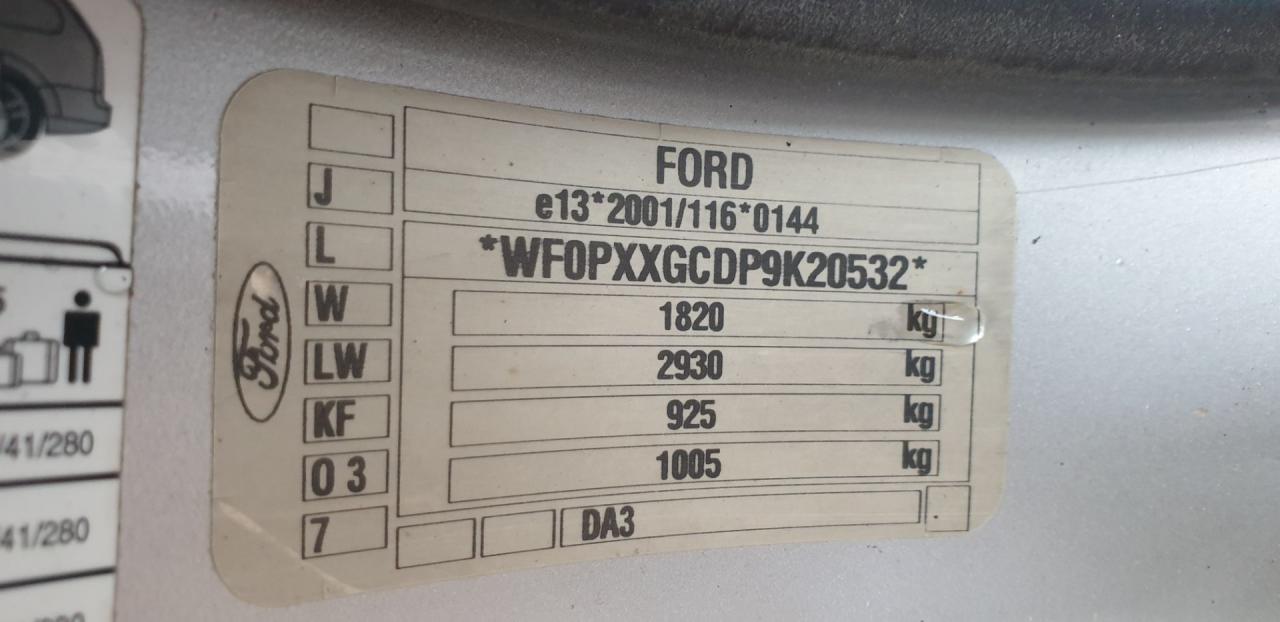 FORD
J e13*2001/116*0144
L *WF0PXXGCDP9K20532*
W 1820 kg
LW 2930 kg
KF 925 kg
0 3 1005 kg
7 DA3
Ford
/41/280
41/280